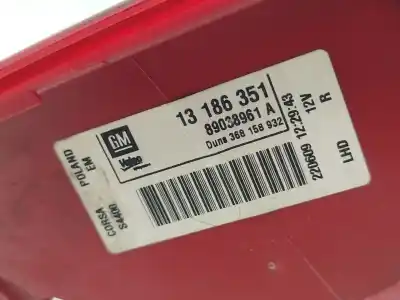 GM
Valeo
13 186 351
89038961 A
Duns 368 158 932
220609 12:29:43
12V
R
LHD
POLAND
EM
CORSA
S4400